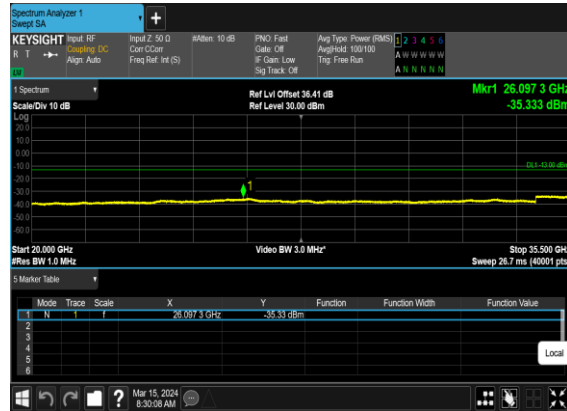 Spectrum Analyzer 1
Swept SA
KEYSIGHT
R T
Input: RF
Coupling: DC
Align: Auto
Input Z: 50 Ω
Corr CCorr
Freq Ref: Int (S)
#Atten: 10 dB
PNO: Fast
Gate: Off
IF Gain: Low
Sig Track: Off
Avg Type: Power (RMS)
Avg|Hold: 100/100
Trig: Free Run
1 2 3 4 5 6
A W W W W W
A N N N N N
1 Spectrum
Scale/Div 10 dB
Ref Lvl Offset 36.41 dB
Ref Level 30.00 dBm
Mkr1 26.097 3 GHz
-35.333 dBm
Log
20.0
10.0
0.00
-10.0
-20.0
-30.0
-40.0
-50.0
-60.0
DL1 -13.00 dBm
1
Start 20.000 GHz
#Res BW 1.0 MHz
Video BW 3.0 MHz*
Stop 35.500 GHz
Sweep 26.7 ms (40001 pts
5 Marker Table
Mode Trace Scale X Y Function Function Width Function Value
1 N 1 f 26.097 3 GHz -35.33 dBm
2
3
4
5
6
Local
?
Mar 15, 2024
8:30:08 AM